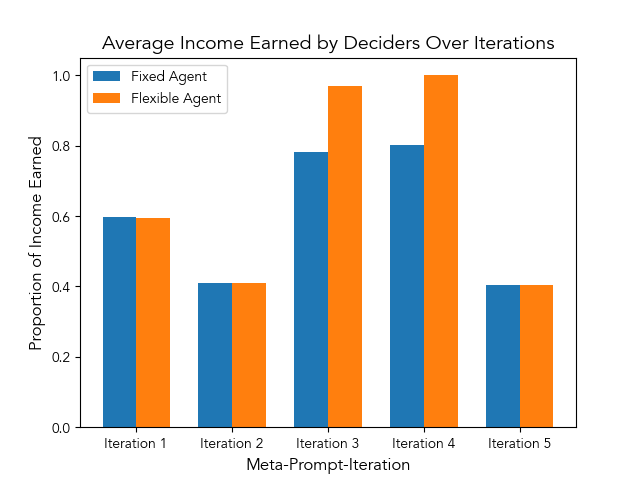 Average Income Earned by Deciders Over Iterations
Fixed Agent
Flexible Agent
Proportion of Income Earned
1.0
0.8
0.6
0.4
0.2
0.0
Iteration 1
Iteration 2
Iteration 3
Iteration 4
Iteration 5
Meta-Prompt-Iteration